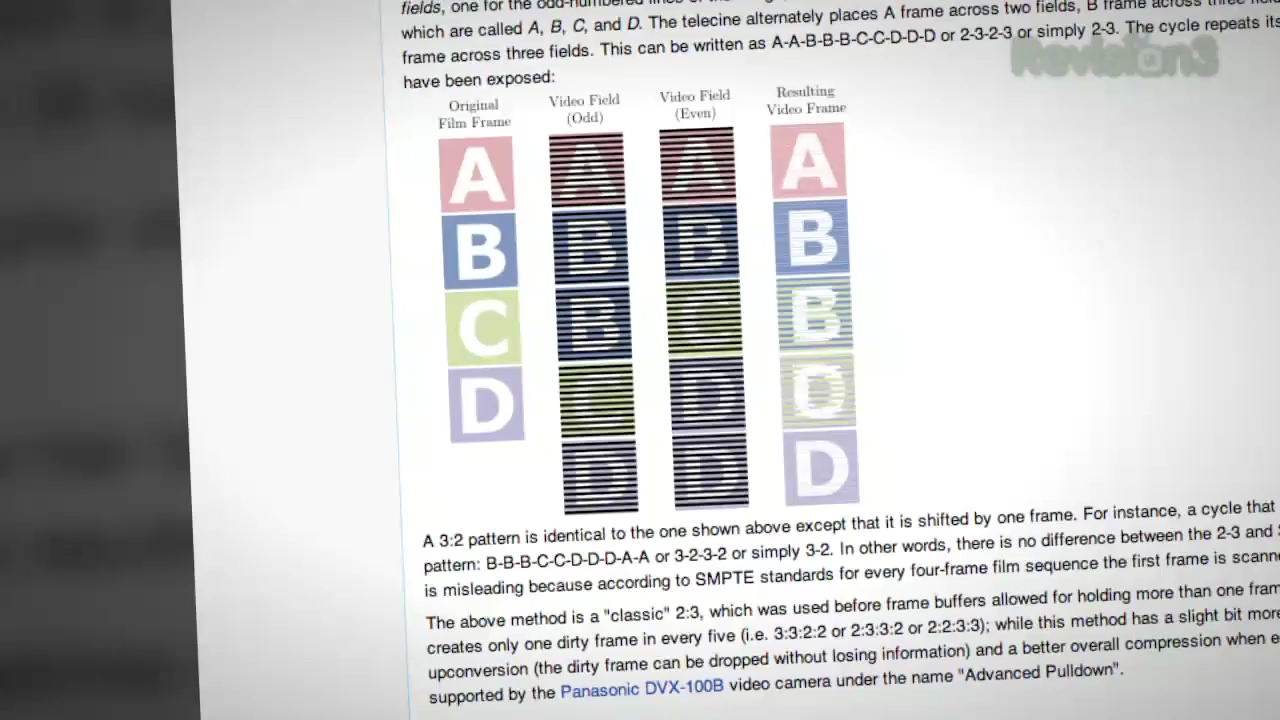 fields, one for the odd-numbered lines
which are called A, B, C, and D. The telecine alternately places A frame across two fields, B frame across three
frame across three fields. This can be written as A-A-B-B-B-C-C-D-D-D or 2-3-2-3 or simply 2-3. The cycle repeats its
have been exposed:
Revision3
Original Film Frame
Video Field (Odd)
Video Field (Even)
Resulting Video Frame
A A A A
B B B B
C B C B
D C D C
D D D
A 3:2 pattern is identical to the one shown above except that it is shifted by one frame. For instance, a cycle that
pattern: B-B-B-C-C-D-D-D-A-A or 3-2-3-2 or simply 3-2. In other words, there is no difference between the 2-3 and
is misleading because according to SMPTE standards for every four-frame film sequence the first frame is scann
The above method is a "classic" 2:3, which was used before frame buffers allowed for holding more than one fram
creates only one dirty frame in every five (i.e. 3:3:2:2 or 2:3:3:2 or 2:2:3:3); while this method has a slight bit more
upconversion (the dirty frame can be dropped without losing information) and a better overall compression when e
supported by the Panasonic DVX-100B video camera under the name "Advanced Pulldown".